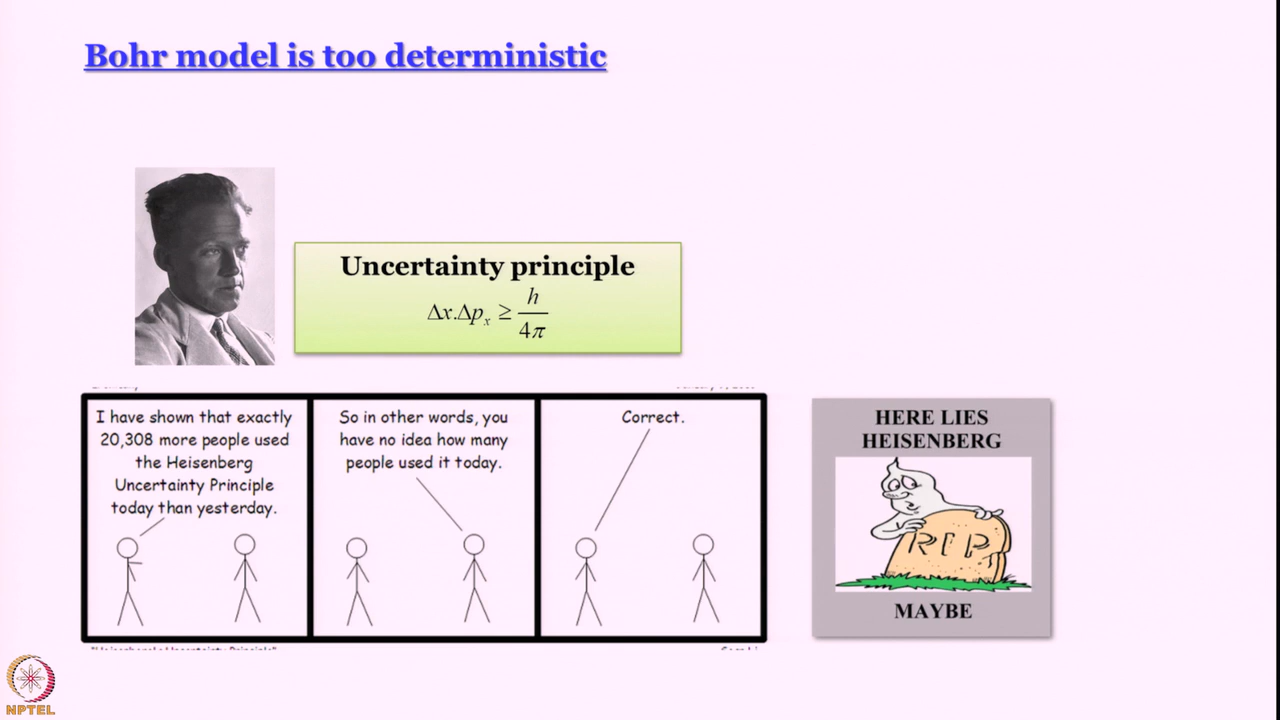 Bohr model is too deterministic
Uncertainty principle
Δx.Δpₓ ≥ h/4π
I have shown that exactly
20,308 more people used
the Heisenberg
Uncertainty Principle
today than yesterday.
So in other words, you
have no idea how many
people used it today.
Correct.
HERE LIES
HEISENBERG
RIP
MAYBE
NPTEL